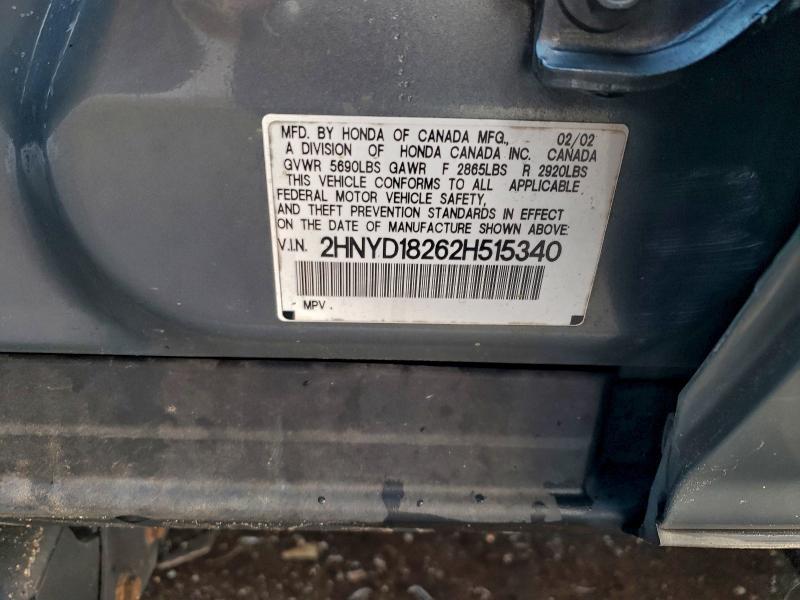 MFD. BY HONDA OF CANADA MFG., 02/02
A DIVISION OF HONDA CANADA INC. CANADA
GVWR 5690LBS GAWR F 2865LBS R 2920LBS
THIS VEHICLE CONFORMS TO ALL APPLICABLE
FEDERAL MOTOR VEHICLE SAFETY,
AND THEFT PREVENTION STANDARDS IN EFFECT
ON THE DATE OF MANUFACTURE SHOWN ABOVE.
V.I.N. 2HNYD18262H515340
MPV